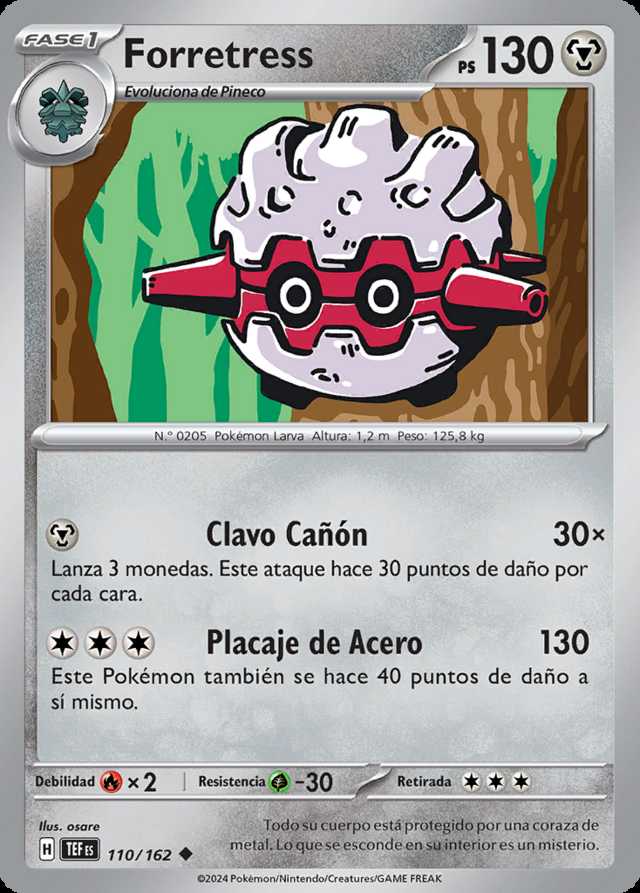 FASE 1
Forretress
PS 130
Evoluciona de Pineco
N.º 0205 Pokémon Larva Altura: 1,2 m Peso: 125,8 kg
Clavo Cañón 30×
Lanza 3 monedas. Este ataque hace 30 puntos de daño por
cada cara.
Placaje de Acero 130
Este Pokémon también se hace 40 puntos de daño a
sí mismo.
Debilidad ×2 Resistencia -30 Retirada
Ilus. osare
H TEF ES 110/162
Todo su cuerpo está protegido por una coraza de
metal. Lo que se esconde en su interior es un misterio.
©2024 Pokémon/Nintendo/Creatures/GAME FREAK